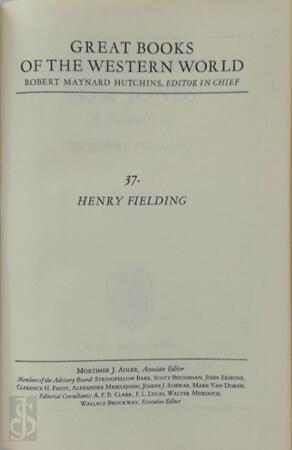 GREAT BOOKS
OF THE WESTERN WORLD
ROBERT MAYNARD HUTCHINS, EDITOR IN CHIEF
37.
HENRY FIELDING
MORTIMER J. ADLER, Associate Editor
Members of the Advisory Board: STRINGFELLOW BARR, SCOTT BUCHANAN, JOHN ERSKINE,
CLARENCE H. FAUST, ALEXANDER MEIKLEJOHN, JOSEPH J. SCHWAB, MARK VAN DOREN.
Editorial Consultants: A. F. B. CLARK, F. L. LUCAS, WALTER MURDOCH.
WALLACE BROCKWAY, Executive Editor